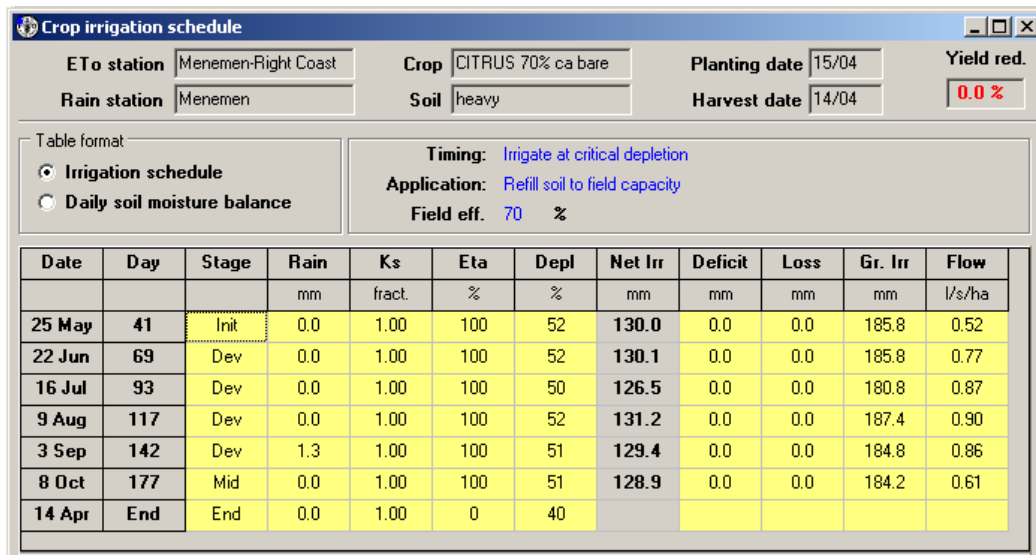 Crop irrigation schedule
ETo station Menemen-Right Coast Crop CITRUS 70% ca bare Planting date 15/04 Yield red.
Rain station Menemen Soil heavy Harvest date 14/04 0.0 %
Table format
Irrigation schedule
Daily soil moisture balance
Timing: Irrigate at critical depletion
Application: Refill soil to field capacity
Field eff. 70 %
Date Day Stage Rain Ks Eta Depl Net Irr Deficit Loss Gr. Irr Flow
mm fract. % % mm mm mm mm l/s/ha
25 May 41 Init 0.0 1.00 100 52 130.0 0.0 0.0 185.8 0.52
22 Jun 69 Dev 0.0 1.00 100 52 130.1 0.0 0.0 185.8 0.77
16 Jul 93 Dev 0.0 1.00 100 50 126.5 0.0 0.0 180.8 0.87
9 Aug 117 Dev 0.0 1.00 100 52 131.2 0.0 0.0 187.4 0.90
3 Sep 142 Dev 1.3 1.00 100 51 129.4 0.0 0.0 184.8 0.86
8 Oct 177 Mid 0.0 1.00 100 51 128.9 0.0 0.0 184.2 0.61
14 Apr End End 0.0 1.00 0 40